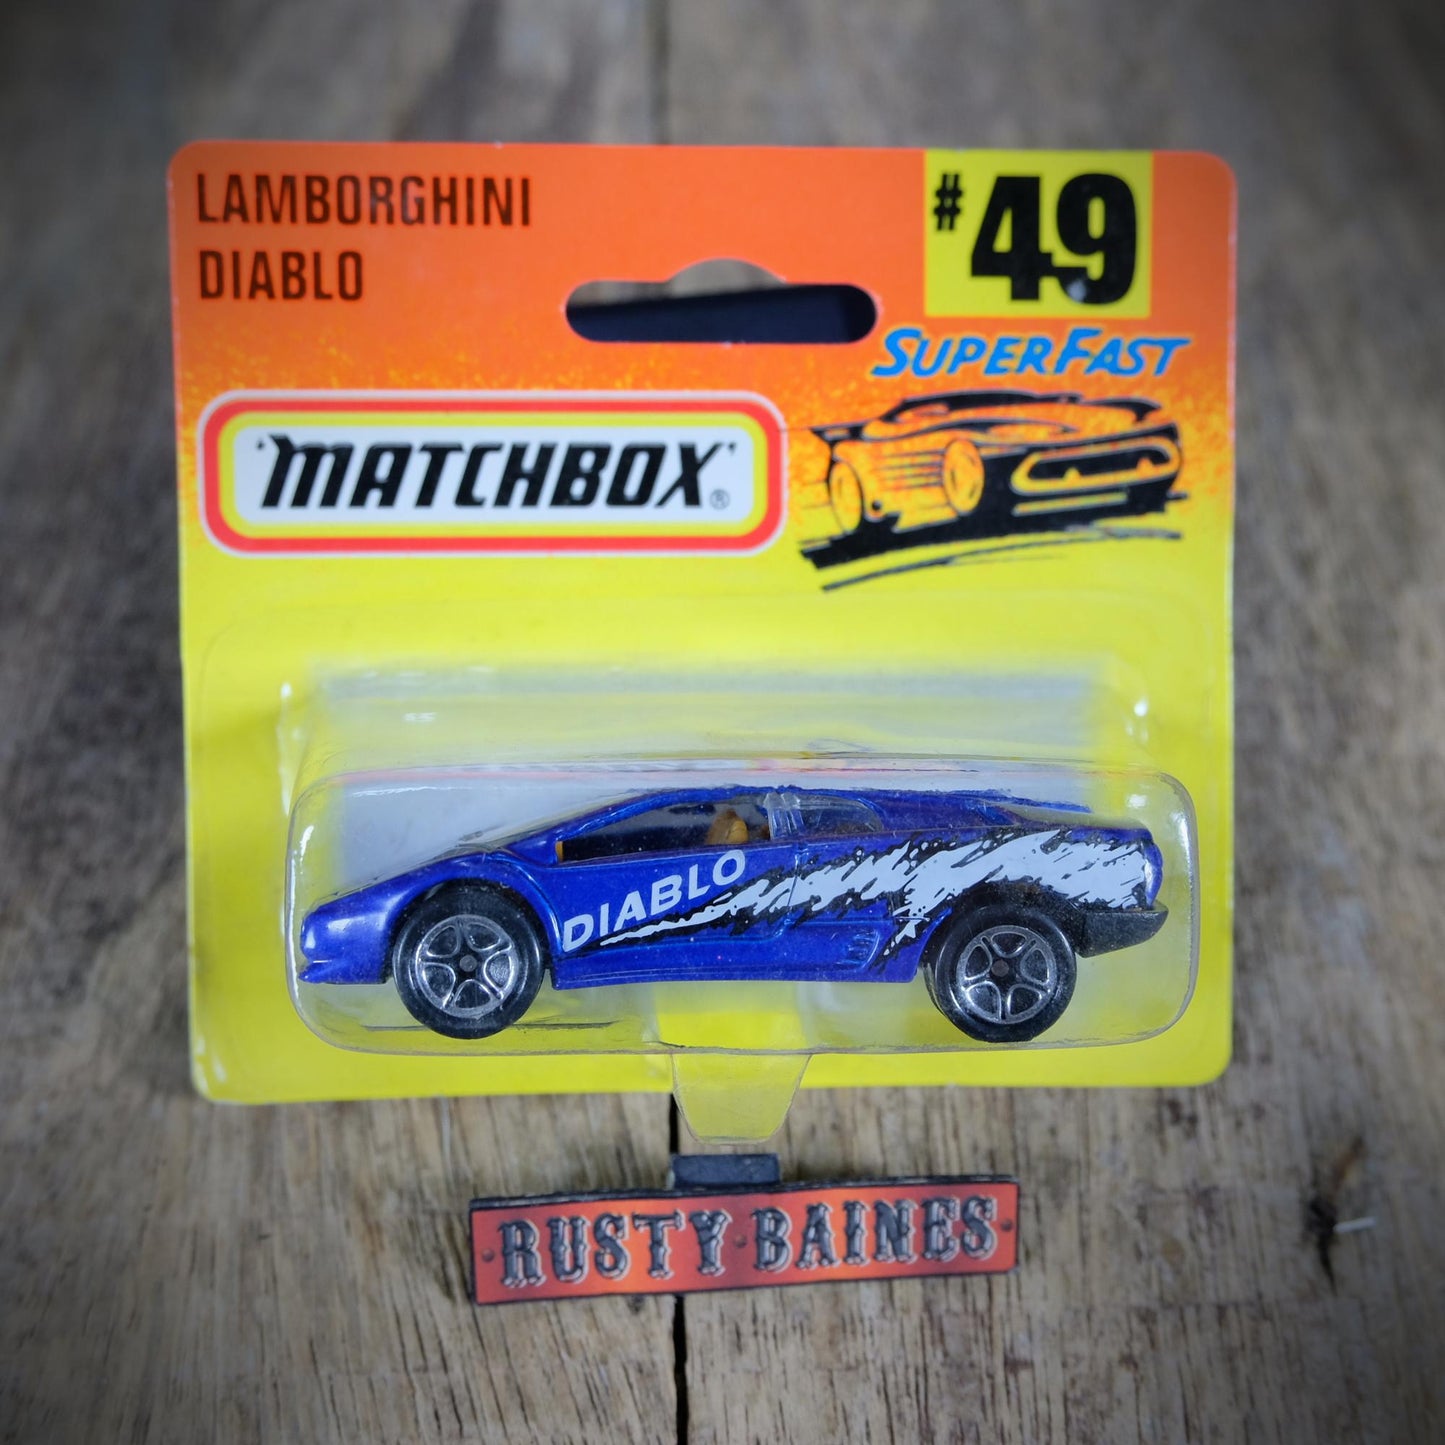 LAMBORGHINI
DIABLO
#49
SUPERFAST
'MATCHBOX'®
DIABLO
RUSTY·BAINES